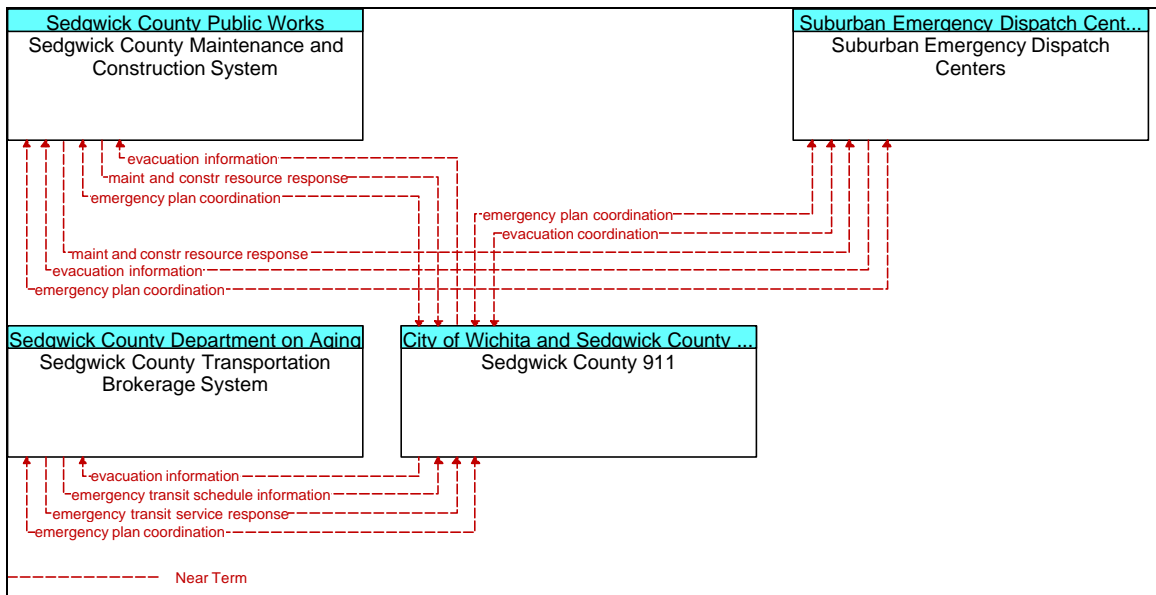 Sedgwick County Public Works
Sedgwick County Maintenance and
Construction System
Suburban Emergency Dispatch Cent...
Suburban Emergency Dispatch
Centers
evacuation information
maint and constr resource response
emergency plan coordination
emergency plan coordination
evacuation coordination
maint and constr resource response
evacuation information
emergency plan coordination
Sedgwick County Department on Aging
Sedgwick County Transportation
Brokerage System
City of Wichita and Sedgwick County ...
Sedgwick County 911
evacuation information
emergency transit schedule information
emergency transit service response
emergency plan coordination
Near Term